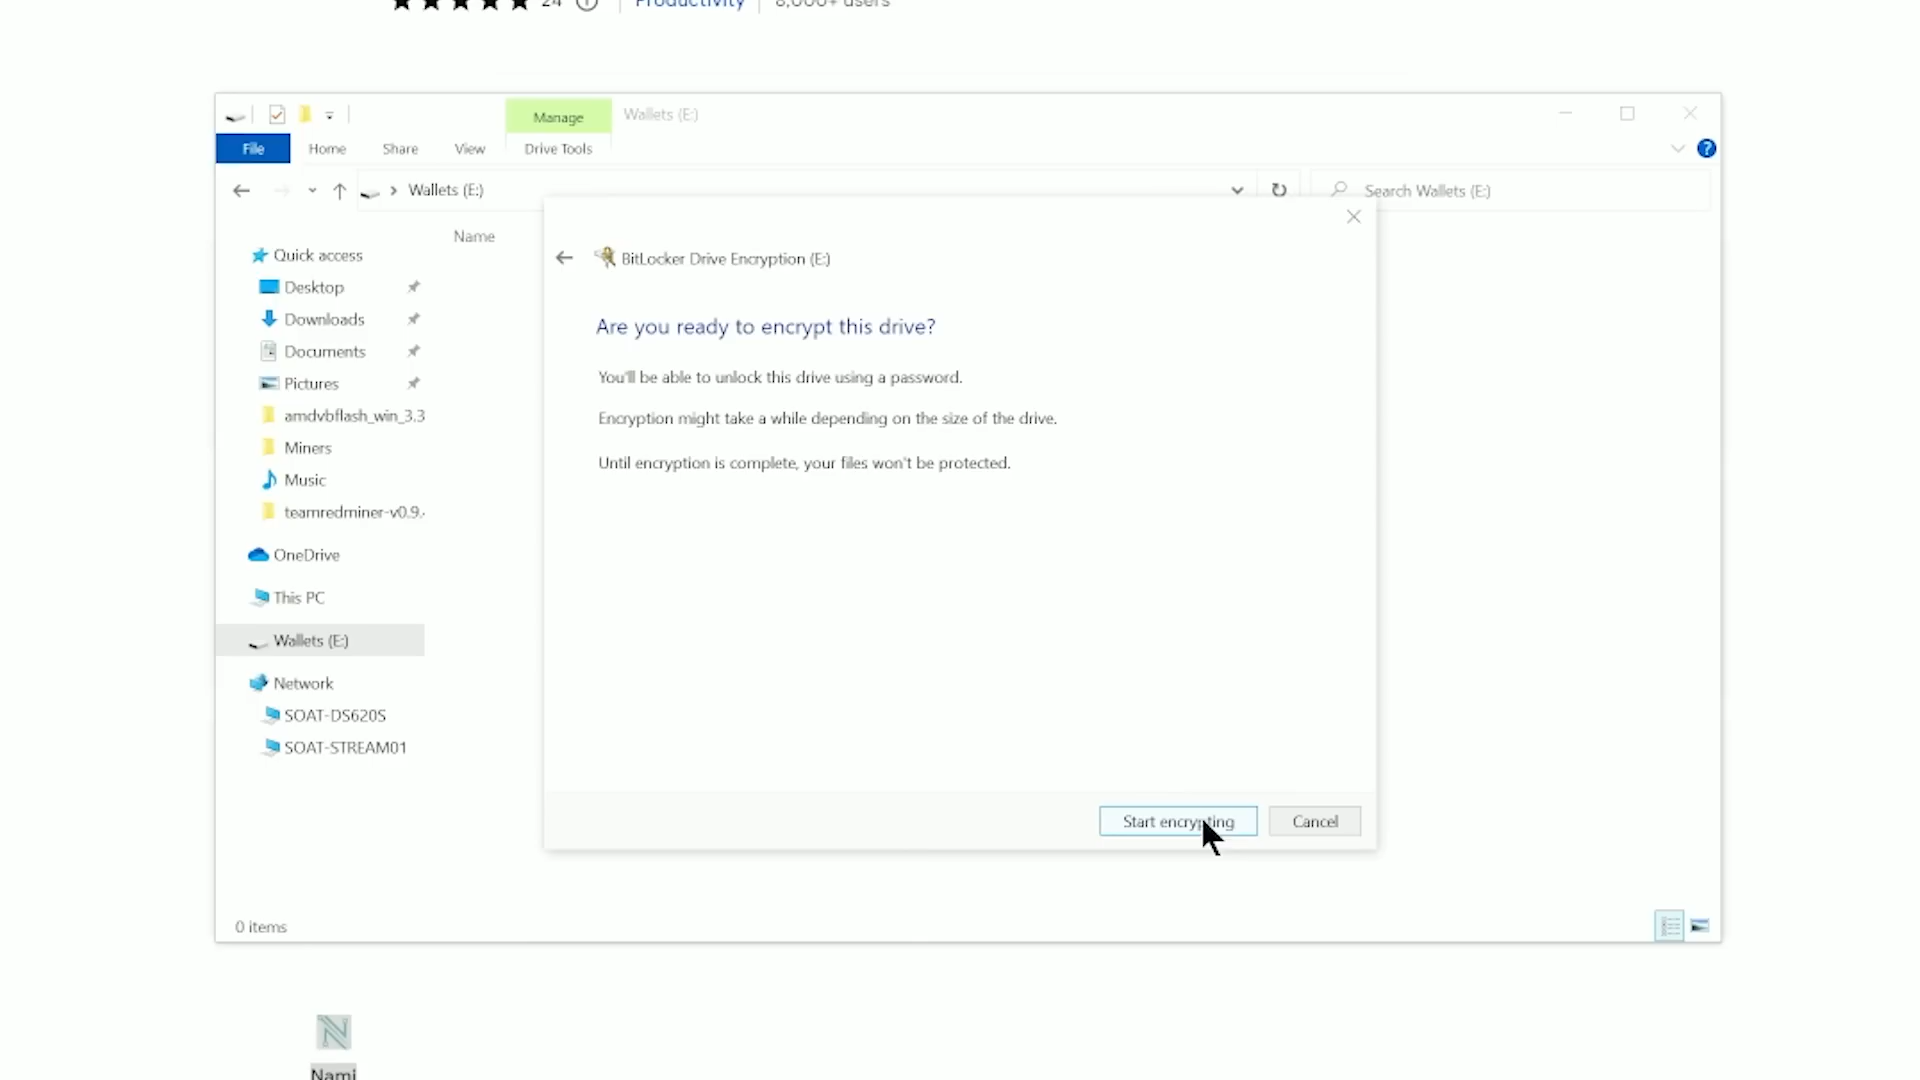 24 Productivity 8,000+ users
Manage Wallets (E:)
File Home Share View Drive Tools
Wallets (E:) Search Wallets (E:)
Name
Quick access
Desktop
Downloads
Documents
Pictures
amdvbflash_win_3.3
Miners
Music
teamredminer-v0.9.
OneDrive
This PC
Wallets (E:)
Network
SOAT-DS620S
SOAT-STREAM01
BitLocker Drive Encryption (E:)
Are you ready to encrypt this drive?
You'll be able to unlock this drive using a password.
Encryption might take a while depending on the size of the drive.
Until encryption is complete, your files won't be protected.
Start encrypting Cancel
0 items
Nami